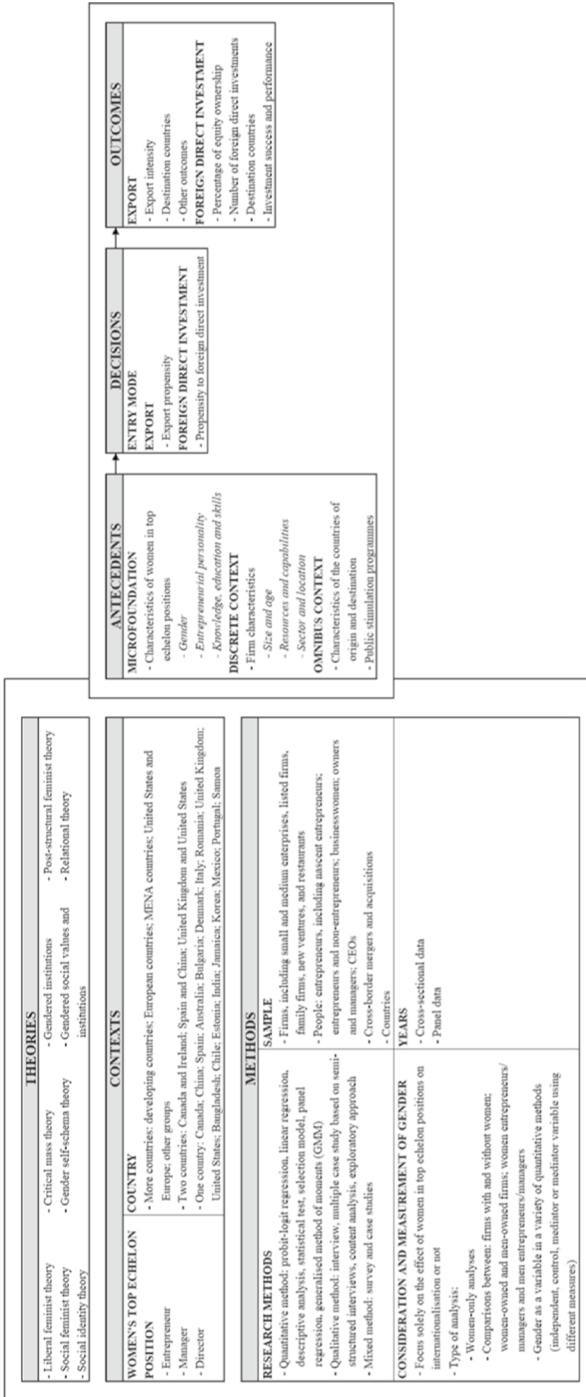 THEORIES
- Liberal feminist theory
- Social feminist theory
- Social identity theory
- Critical mass theory
- Gender self-schema theory
- Gendered institutions
- Gendered social values and
institutions
- Post-structural feminist theory
- Relational theory
CONTEXTS
WOMEN'S TOP ECHELON
POSITION
- Entrepreneur
- Manager
- Director
COUNTRY
- More countries: developing countries; European countries; MENA countries; United States and
Europe; other groups
- Two countries: Canada and Ireland; Spain and China; United Kingdom and United States
- One country: Canada; China; Spain; Australia; Bulgaria; Denmark; Italy; Romania; United Kingdom;
United States; Bangladesh; Chile; Estonia; India; Jamaica; Korea; Mexico; Portugal; Samoa
METHODS
RESEARCH METHODS
- Quantitative method: probit-logit regression, linear regression,
descriptive analysis, statistical test, selection model, panel
regression, generalised method of moments (GMM)
- Qualitative method: interview, multiple case study based on semi-
structured interviews, content analysis, exploratory approach
- Mixed method: survey and case studies
SAMPLE
- Firms, including small and medium enterprises, listed firms,
family firms, new ventures, and restaurants
- People: entrepreneurs, including nascent entrepreneurs;
entrepreneurs and non-entrepreneurs; businesswomen; owners
and managers; CEOs
- Cross-border mergers and acquisitions
- Countries
CONSIDERATION AND MEASUREMENT OF GENDER
- Focus solely on the effect of women in top echelon positions on
internationalisation or not
- Type of analysis:
- Women-only analyses
- Comparisons between: firms with and without women;
women-owned and men-owned firms; women entrepreneurs/
managers and men entrepreneurs/managers
- Gender as a variable in a variety of quantitative methods
(independent, control, mediator or mediator variable using
different measures)
YEARS
- Cross-sectional data
- Panel data
ANTECEDENTS
MICROFOUNDATION
- Characteristics of women in top
echelon positions
- Gender
- Entrepreneurial personality
- Knowledge, education and skills
DISCRETE CONTEXT
- Firm characteristics
- Size and age
- Resources and capabilities
- Sector and location
OMNIBUS CONTEXT
- Characteristics of the countries of
origin and destination
- Public stimulation programmes
DECISIONS
ENTRY MODE
EXPORT
- Export propensity
FOREIGN DIRECT INVESTMENT
- Propensity to foreign direct investment
OUTCOMES
EXPORT
- Export intensity
- Destination countries
- Other outcomes
FOREIGN DIRECT INVESTMENT
- Percentage of equity ownership
- Number of foreign direct investments
- Destination countries
- Investment success and performance